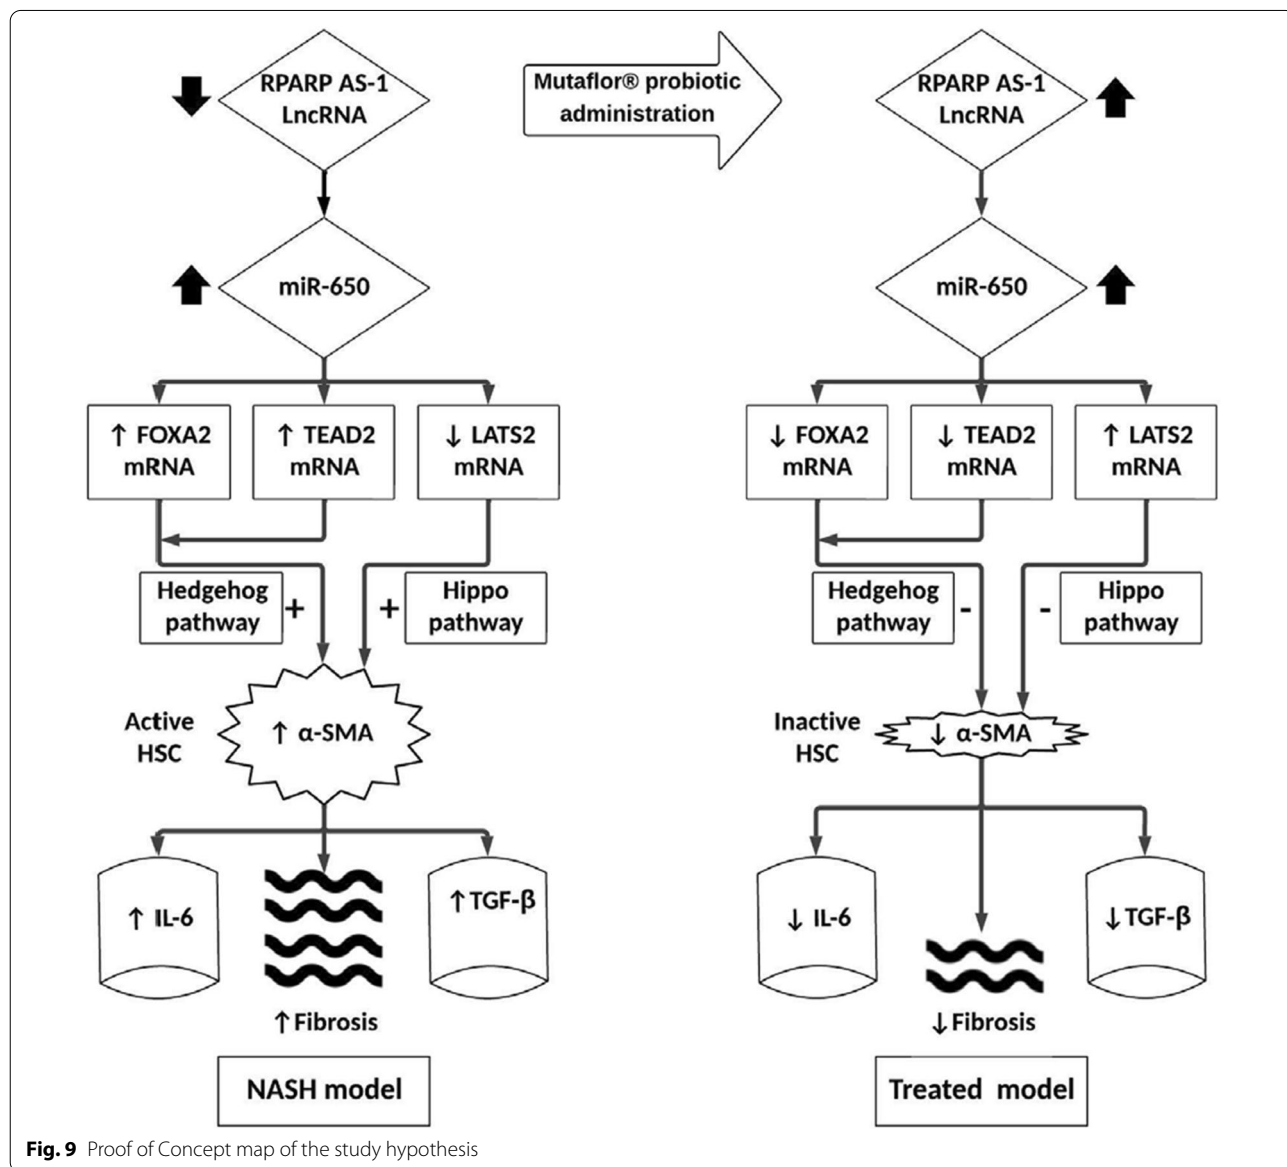 RPARP AS-1
LncRNA
Mutaflor® probiotic
administration
RPARP AS-1
LncRNA
miR-650
miR-650
↑ FOXA2
mRNA
↑ TEAD2
mRNA
↓ LATS2
mRNA
↓ FOXA2
mRNA
↓ TEAD2
mRNA
↑ LATS2
mRNA
Hedgehog
pathway
+
+
Hippo
pathway
Hedgehog
pathway
-
-
Hippo
pathway
Active
HSC
↑ α-SMA
Inactive
HSC
↓ α-SMA
↑ IL-6
↑TGF-β
↓ IL-6
↓TGF-β
↑Fibrosis
↓Fibrosis
NASH model
Treated model
Fig. 9 Proof of Concept map of the study hypothesis